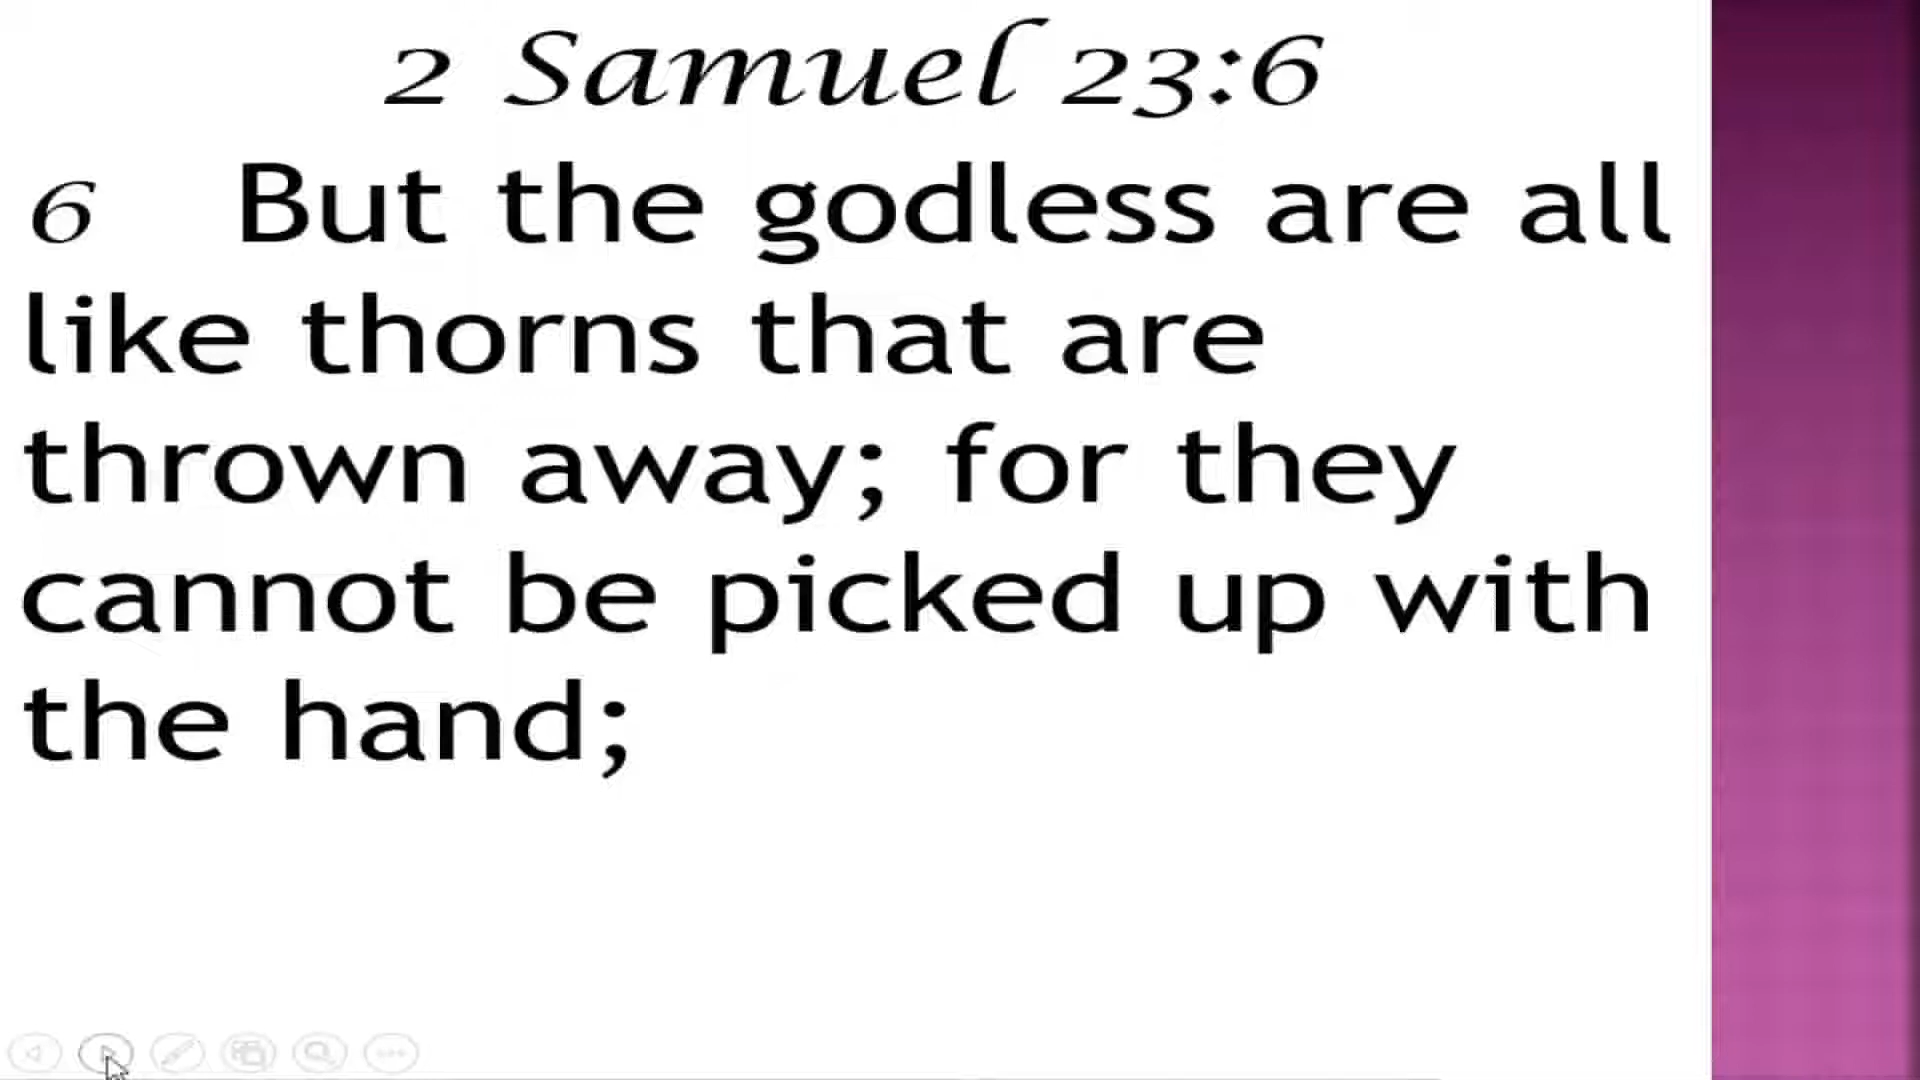 2 Samuel 23:6
6 But the godless are all
like thorns that are
thrown away; for they
cannot be picked up with
the hand;